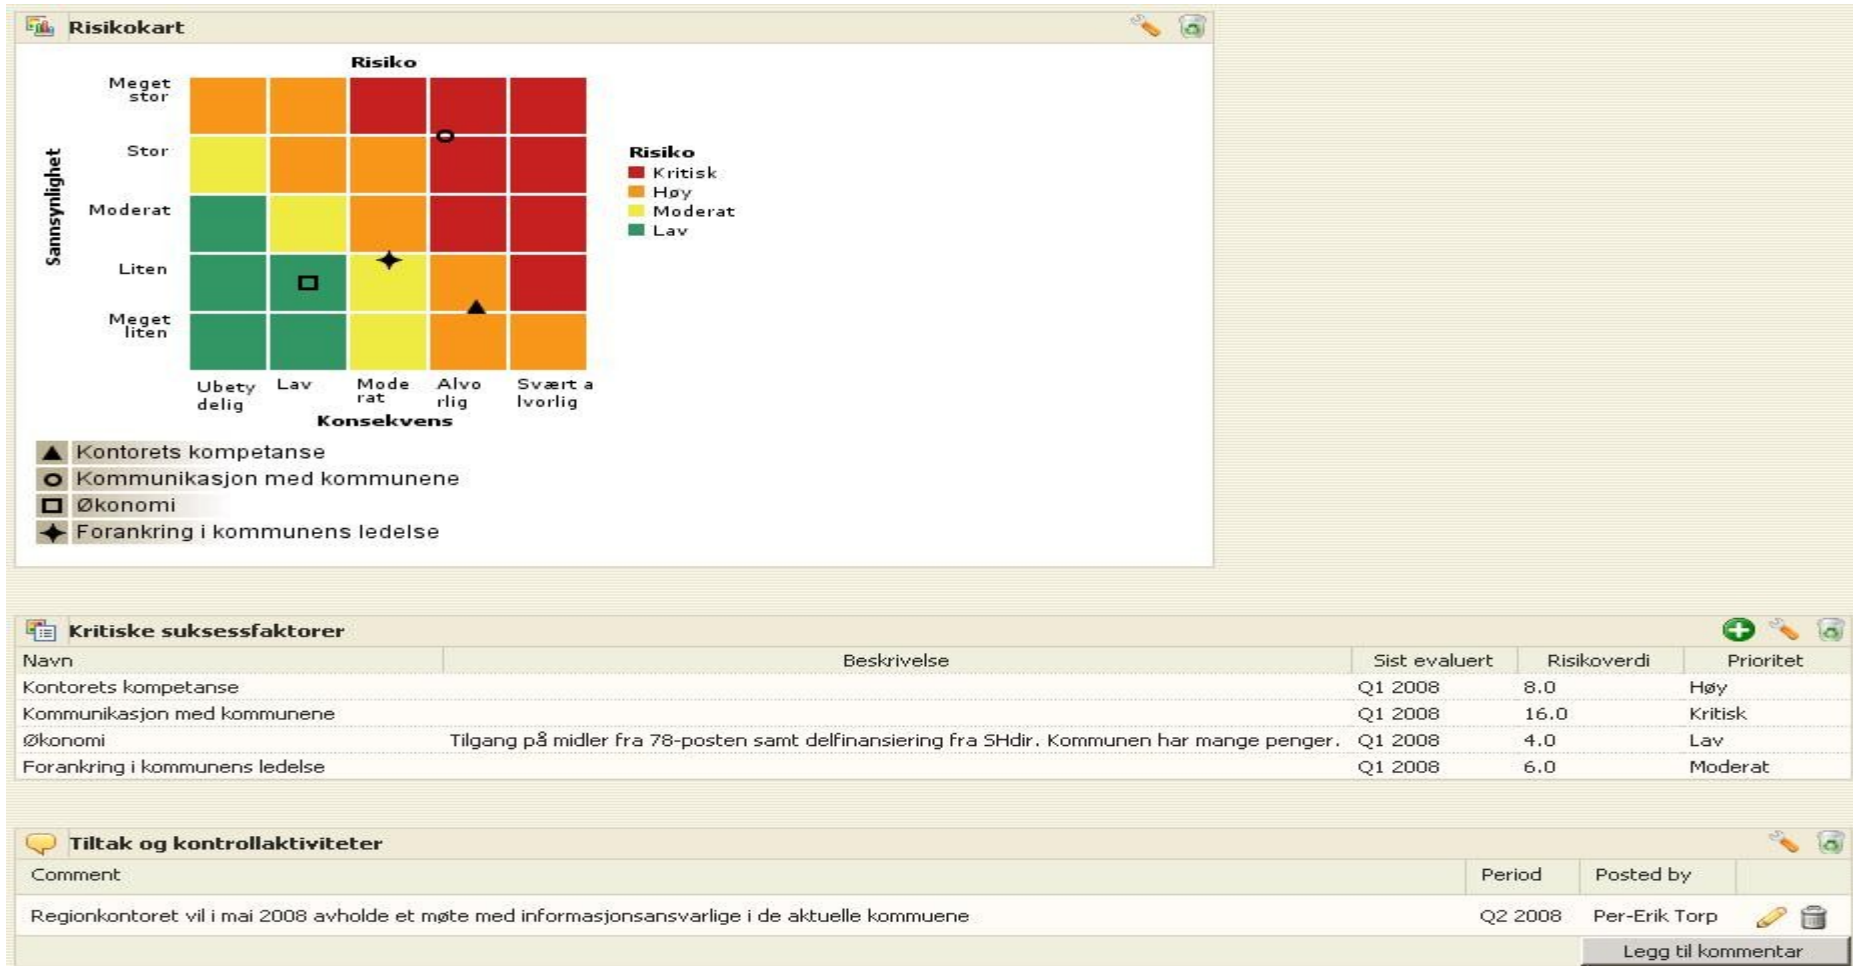 Risikokart
Risiko
Meget
stor
Stor
Moderat
Liten
Meget
liten
Sannsynlighet
Ubety
delig
Lav
Mode
rat
Alvo
rlig
Svært a
lvorlig
Konsekvens
Risiko
Kritisk
Høy
Moderat
Lav
Kontorets kompetanse
Kommunikasjon med kommunene
Økonomi
Forankring i kommunens ledelse
Kritiske suksessfaktorer
Navn Beskrivelse Sist evaluert Risikoverdi Prioritet
Kontorets kompetanse Q1 2008 8.0 Høy
Kommunikasjon med kommunene Q1 2008 16.0 Kritisk
Økonomi Tilgang på midler fra 78-posten samt delfinansiering fra SHdir. Kommunen har mange penger. Q1 2008 4.0 Lav
Forankring i kommunens ledelse Q1 2008 6.0 Moderat
Tiltak og kontrollaktiviteter
Comment Period Posted by
Regionkontoret vil i mai 2008 avholde et møte med informasjonsansvarlige i de aktuelle kommuene Q2 2008 Per-Erik Torp
Legg til kommentar